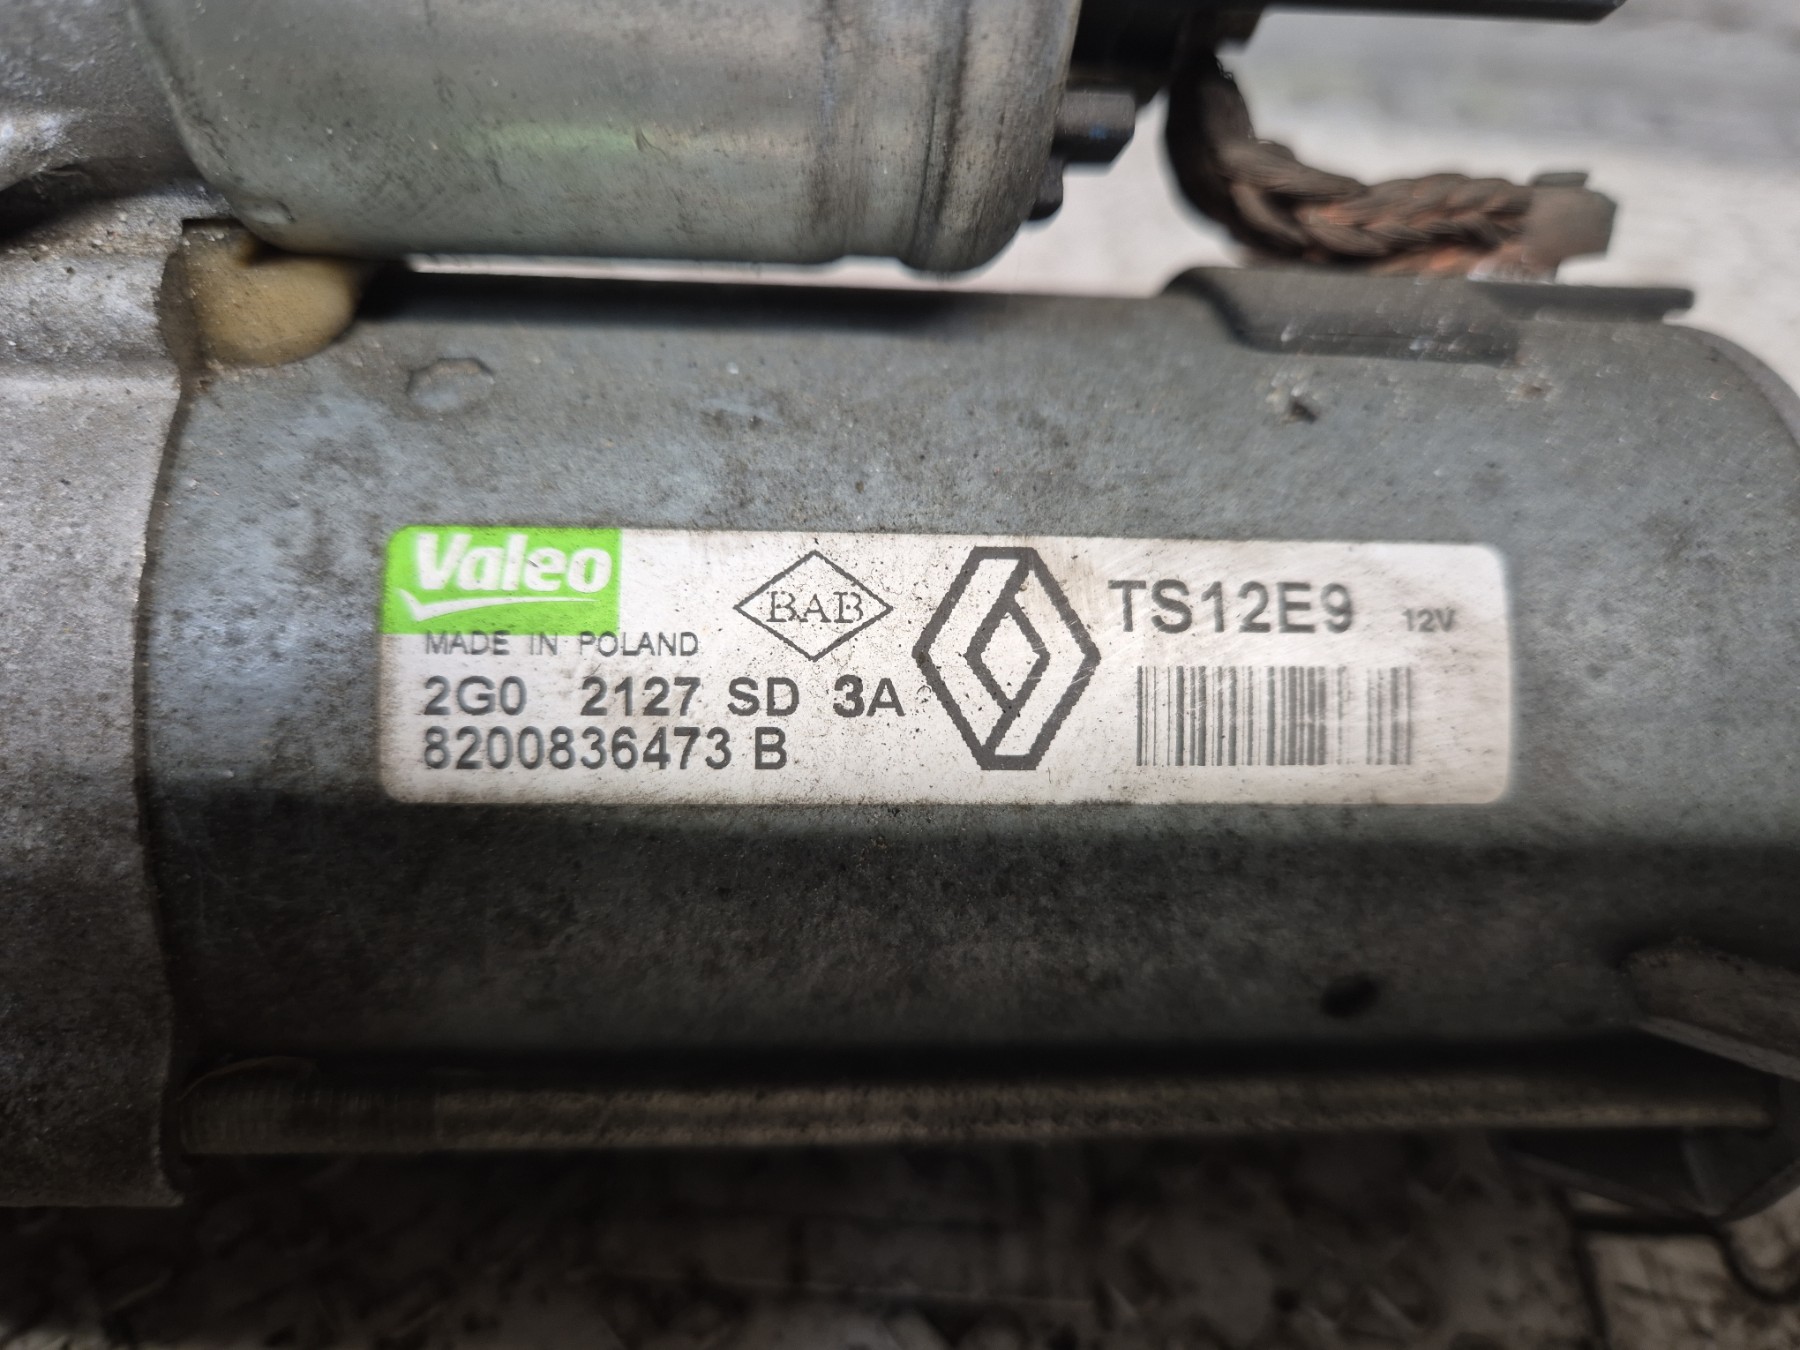 Valeo
BAB
TS12E9 12V
MADE IN POLAND
2G0 2127 SD 3A
8200836473 B